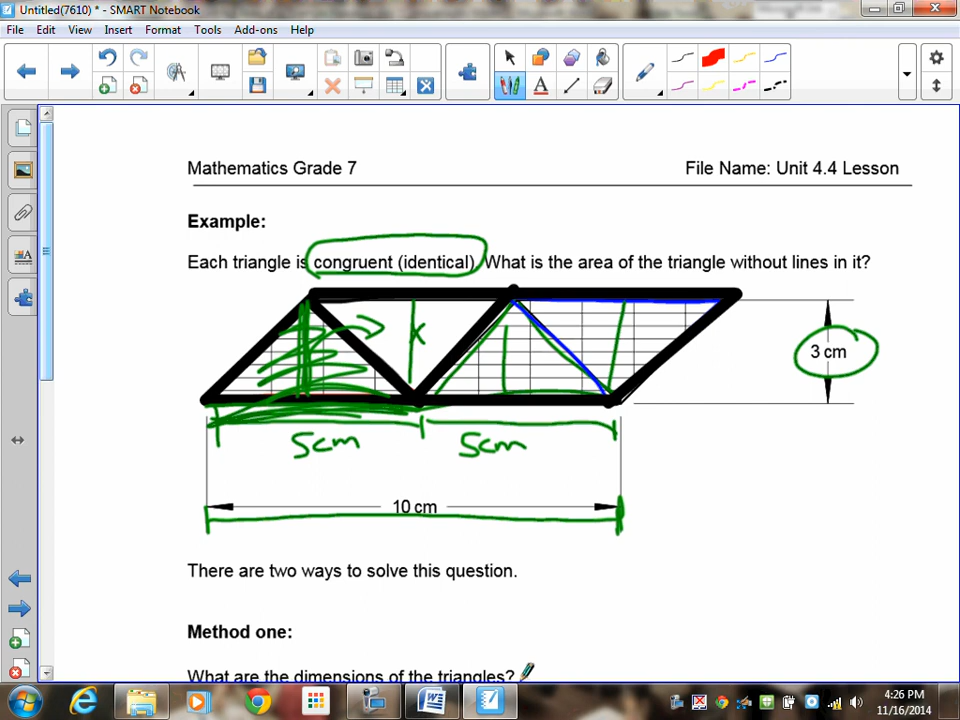 Untitled(7610) * - SMART Notebook
File Edit View Insert Format Tools Add-ons Help
Mathematics Grade 7 File Name: Unit 4.4 Lesson
Example:
Each triangle is congruent (identical). What is the area of the triangle without lines in it?
3 cm
5cm 5cm
10 cm
There are two ways to solve this question.
Method one:
What are the dimensions of the triangles?
4:26 PM
11/16/2014